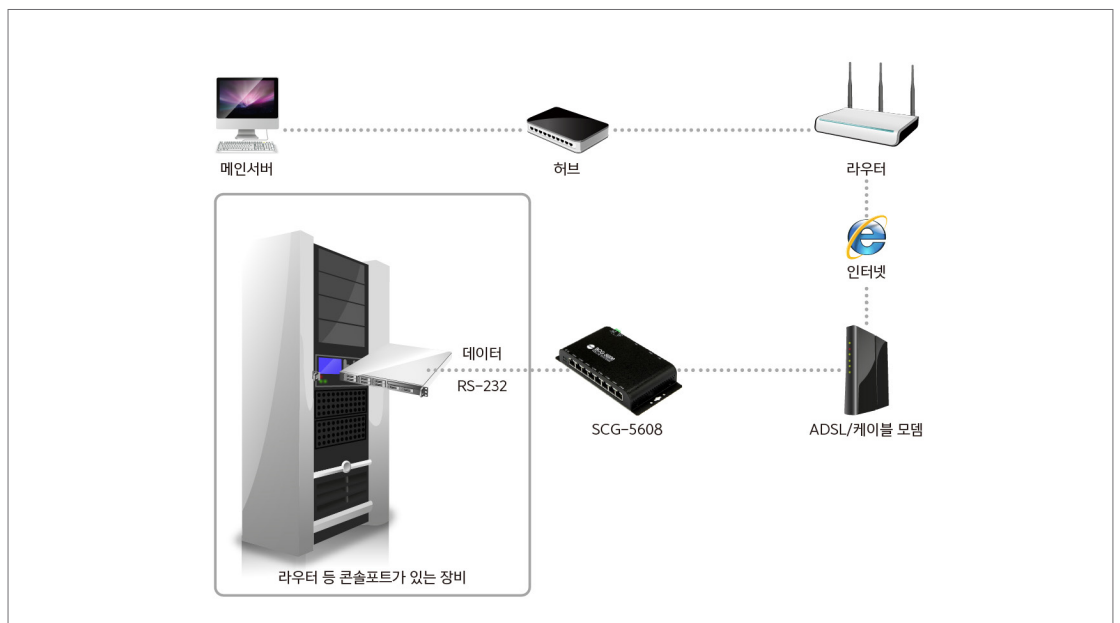 메인서버
허브
라우터
인터넷
데이터
RS-232
SCG-5608
ADSL/케이블 모뎀
라우터 등 콘솔포트가 있는 장비